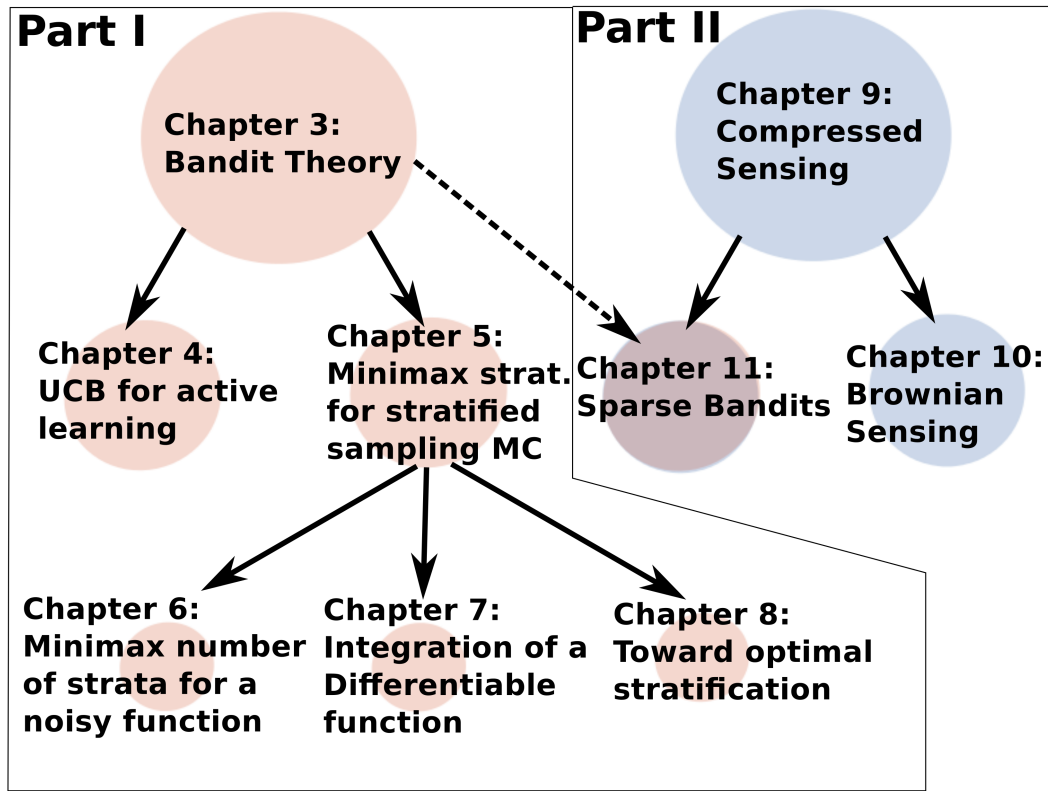 Part I
Chapter 3:
Bandit Theory
Chapter 4:
UCB for active
learning
Chapter 5:
Minimax strat.
for stratified
sampling MC
Chapter 6:
Minimax number
of strata for a
noisy function
Chapter 7:
Integration of a
Differentiable
function
Chapter 8:
Toward optimal
stratification
Part II
Chapter 9:
Compressed
Sensing
Chapter 11:
Sparse Bandits
Chapter 10:
Brownian
Sensing